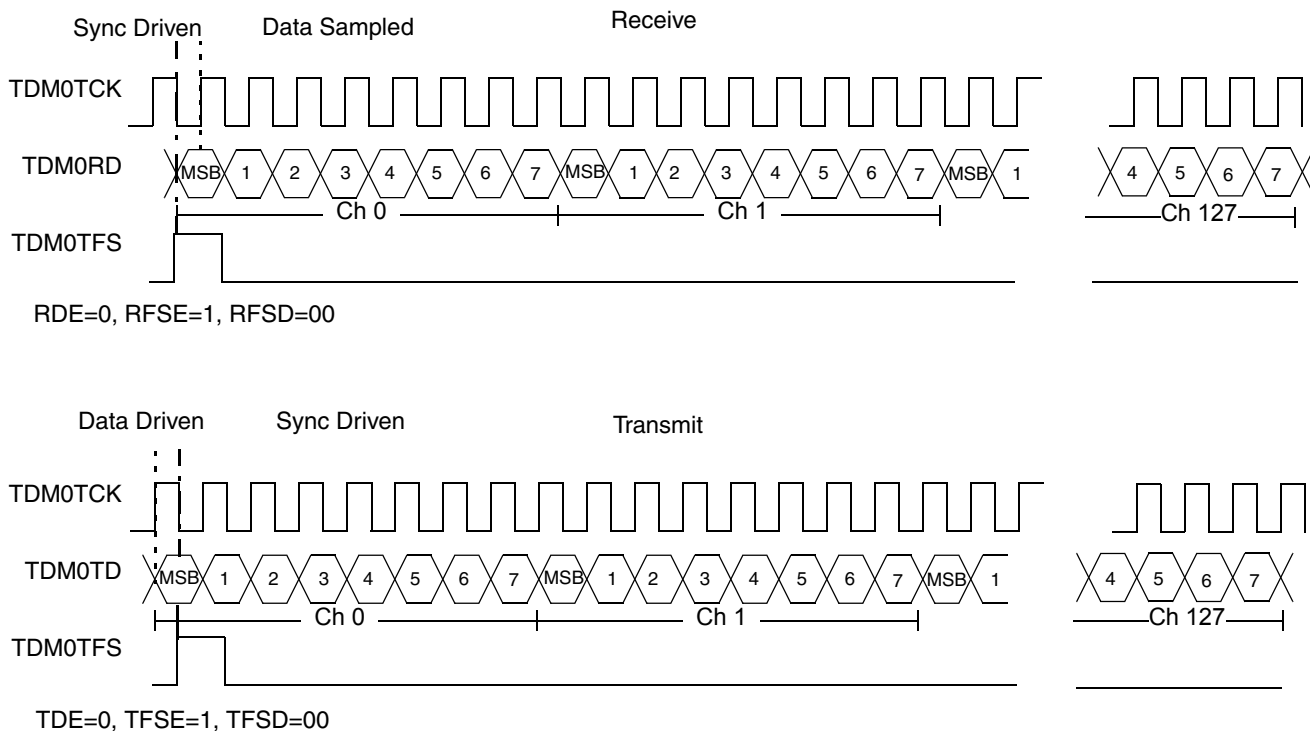 Sync Driven Data Sampled Receive
TDM0TCK
TDM0RD MSB 1 2 3 4 5 6 7 MSB 1 2 3 4 5 6 7 MSB 1 4 5 6 7
Ch 0 Ch 1 Ch 127
TDM0TFS
RDE=0, RFSE=1, RFSD=00
Data Driven Sync Driven Transmit
TDM0TCK
TDM0TD MSB 1 2 3 4 5 6 7 MSB 1 2 3 4 5 6 7 MSB 1 4 5 6 7
Ch 0 Ch 1 Ch 127
TDM0TFS
TDE=0, TFSE=1, TFSD=00